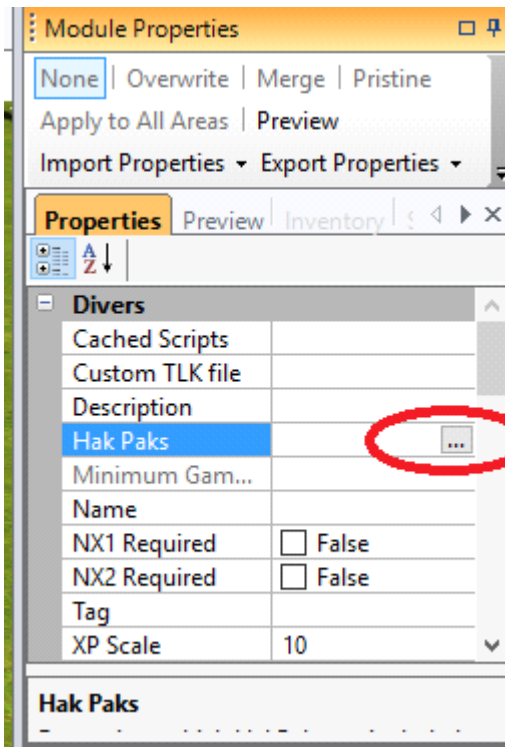 Module Properties
None | Overwrite | Merge | Pristine
Apply to All Areas | Preview
Import Properties Export Properties
Properties Preview Inventory
Divers
Cached Scripts
Custom TLK file
Description
Hak Paks ...
Minimum Gam...
Name
NX1 Required False
NX2 Required False
Tag
XP Scale 10
Hak Paks